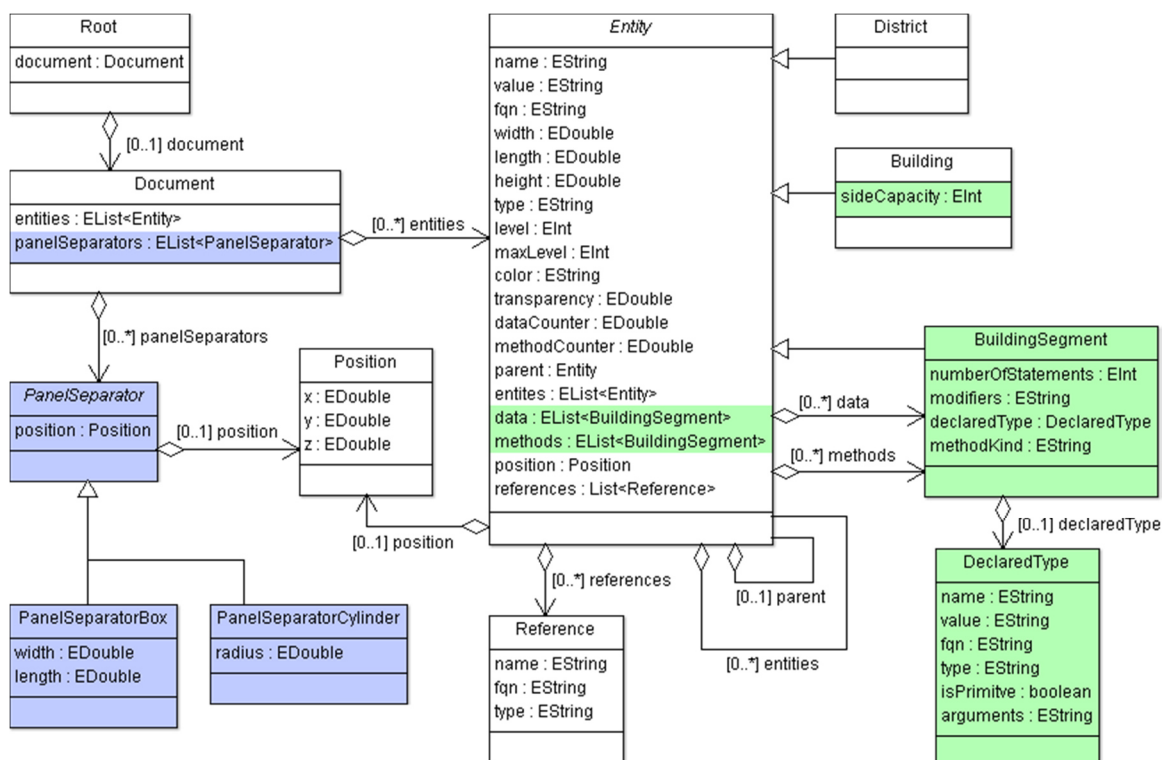 Root
document : Document
[0..1] document
Document
entities : EList<Entity>
panelSeparators : EList<PanelSeparator>
[0..*] entities
[0..*] panelSeparators
PanelSeparator
position : Position
[0..1] position
Position
x : EDouble
y : EDouble
z : EDouble
[0..1] position
PanelSeparatorBox
width : EDouble
length : EDouble
PanelSeparatorCylinder
radius : EDouble
Entity
name : EString
value : EString
fqn : EString
width : EDouble
length : EDouble
height : EDouble
type : EString
level : EInt
maxLevel : EInt
color : EString
transparency : EDouble
dataCounter : EDouble
methodCounter : EDouble
parent : Entity
entites : EList<Entity>
data : EList<BuildingSegment>
methods : EList<BuildingSegment>
position : Position
references : List<Reference>
[0..*] references
[0..1] parent
[0..*] entities
Reference
name : EString
fqn : EString
type : EString
District
Building
sideCapacity : EInt
[0..*] data
[0..*] methods
BuildingSegment
numberOfStatements : EInt
modifiers : EString
declaredType : DeclaredType
methodKind : EString
[0..1] declaredType
DeclaredType
name : EString
value : EString
fqn : EString
type : EString
isPrimitve : boolean
arguments : EString